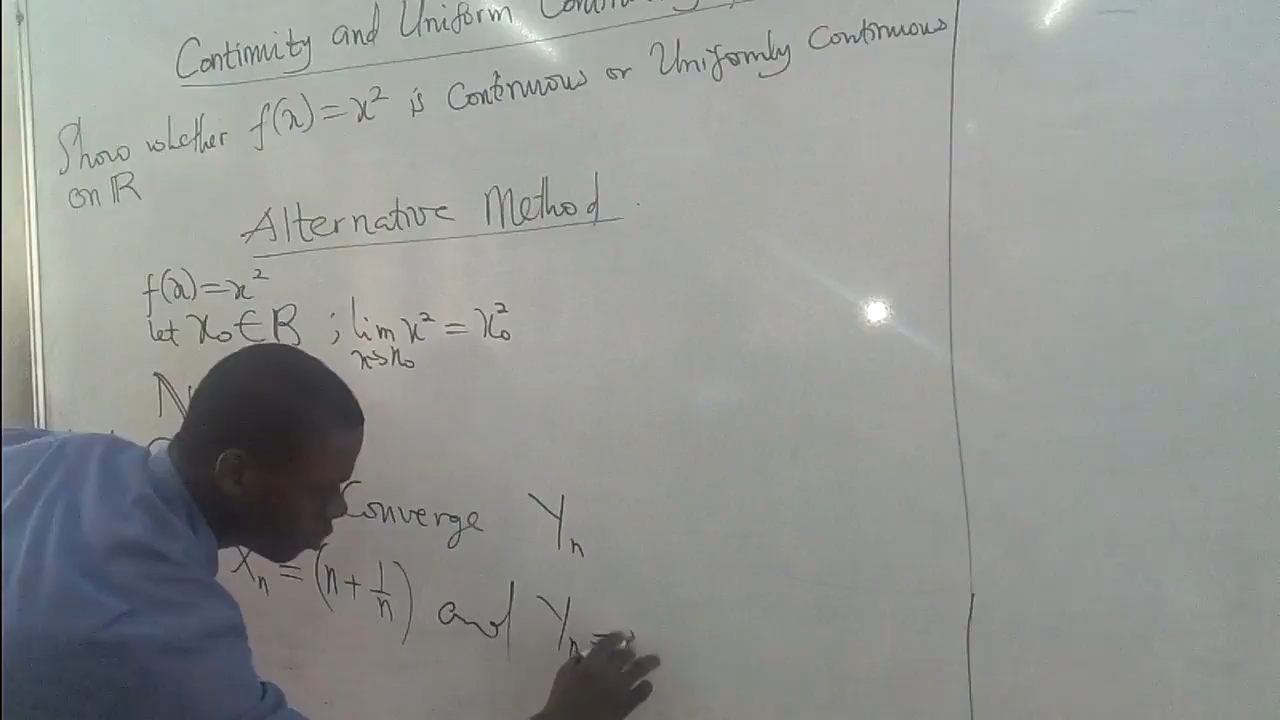 Continuity and Uniform
Show whether f(x) = x² is Continuous or Uniformly Continuous
on ℝ
Alternative Method
f(x) = x²
let x₀ ∈ ℝ ; lim x² = x₀²
x→x₀
N
Converge Yₙ
Xₙ = (n + 1/n) and Yₙ =